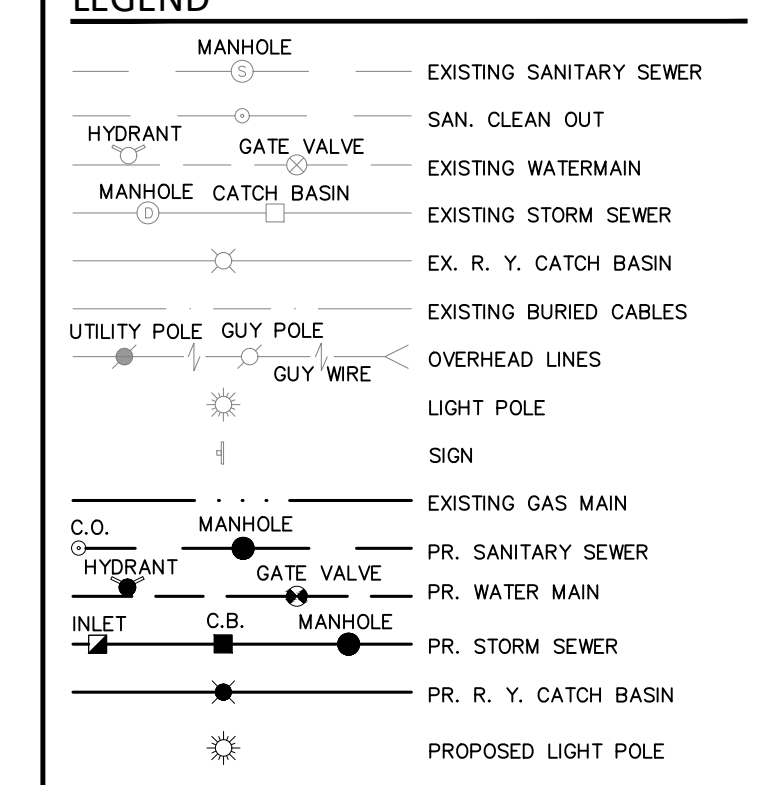 LEGEND
MANHOLE
S
EXISTING SANITARY SEWER
SAN. CLEAN OUT
HYDRANT
GATE VALVE
EXISTING WATERMAIN
MANHOLE CATCH BASIN
D
EXISTING STORM SEWER
EX. R. Y. CATCH BASIN
EXISTING BURIED CABLES
UTILITY POLE GUY POLE
OVERHEAD LINES
GUY WIRE
LIGHT POLE
SIGN
EXISTING GAS MAIN
C.O. MANHOLE
PR. SANITARY SEWER
HYDRANT GATE VALVE
PR. WATER MAIN
INLET C.B. MANHOLE
PR. STORM SEWER
PR. R. Y. CATCH BASIN
PROPOSED LIGHT POLE